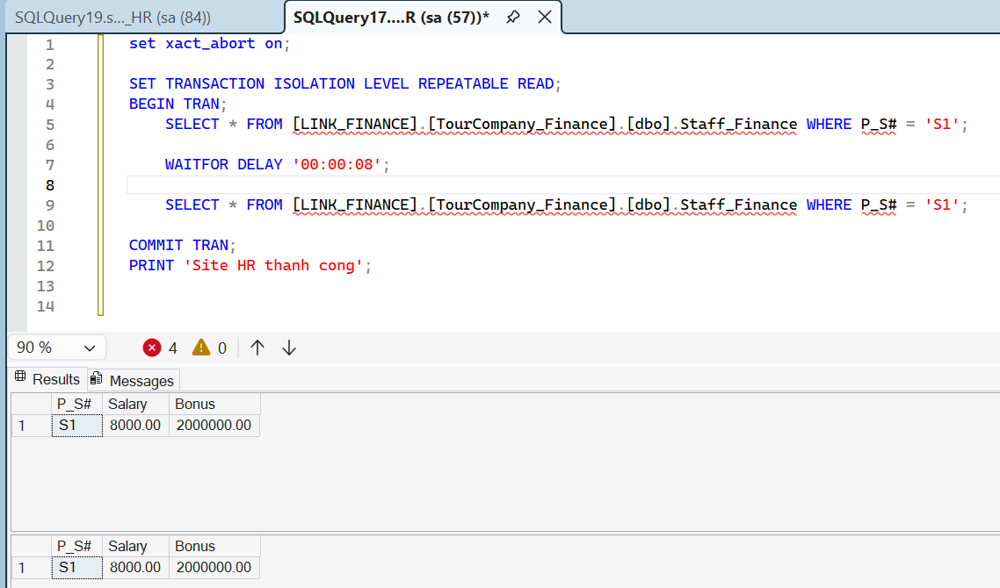 SQLQuery19.s..._HR (sa (84)) SQLQuery17....R (sa (57))*
1 set xact_abort on;
2
3 SET TRANSACTION ISOLATION LEVEL REPEATABLE READ;
4 BEGIN TRAN;
5 SELECT * FROM [LINK_FINANCE].[TourCompany_Finance].[dbo].Staff_Finance WHERE P_S# = 'S1';
6
7 WAITFOR DELAY '00:00:08';
8
9 SELECT * FROM [LINK_FINANCE].[TourCompany_Finance].[dbo].Staff_Finance WHERE P_S# = 'S1';
10
11 COMMIT TRAN;
12 PRINT 'Site HR thanh cong';
13
14
90 % 4 0
Results Messages
P_S# Salary Bonus
1 S1 8000.00 2000000.00
P_S# Salary Bonus
1 S1 8000.00 2000000.00